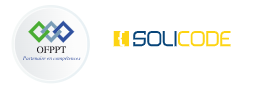 OFPPT
Partenaire en compétences
SOLICODE